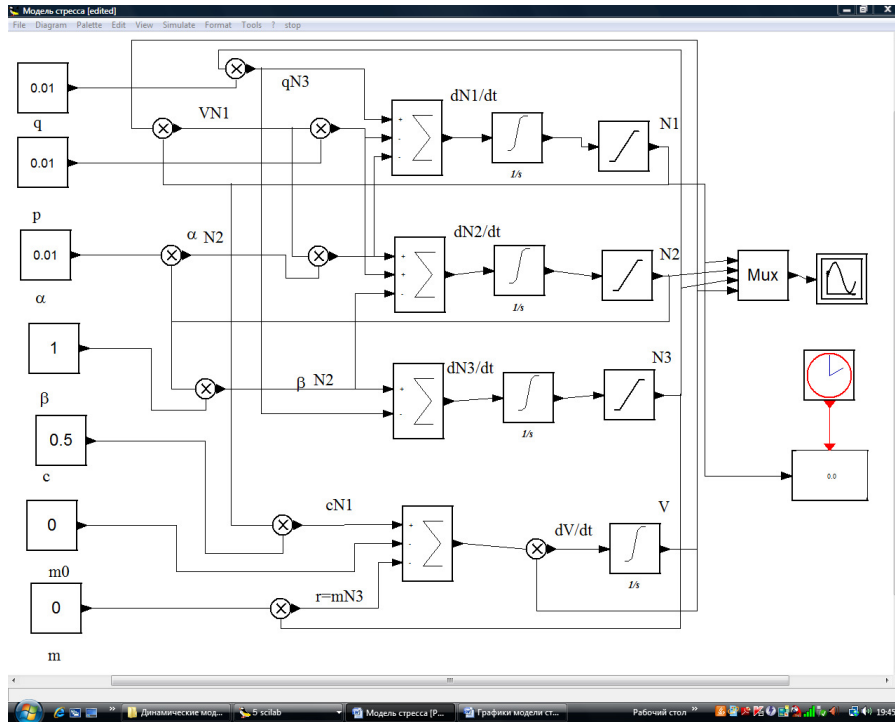 Модель стресса [edited]
File Diagram Palette Edit View Simulate Format Tools ? stop
0.01
qN3
q
VN1
dN1/dt
N1
+
-
-
1/s
0.01
p
0.01
α N2
dN2/dt
N2
+
+
-
1/s
Mux
α
1
β N2
dN3/dt
N3
+
-
1/s
β
0.5
c
0.0
cN1
V
dV/dt
+
-
-
1/s
0
m0
0
r=mN3
m
Динамические мод...
5 scilab
Модель стресса [P...
Графики модели ст...
Рабочий стол
19:45